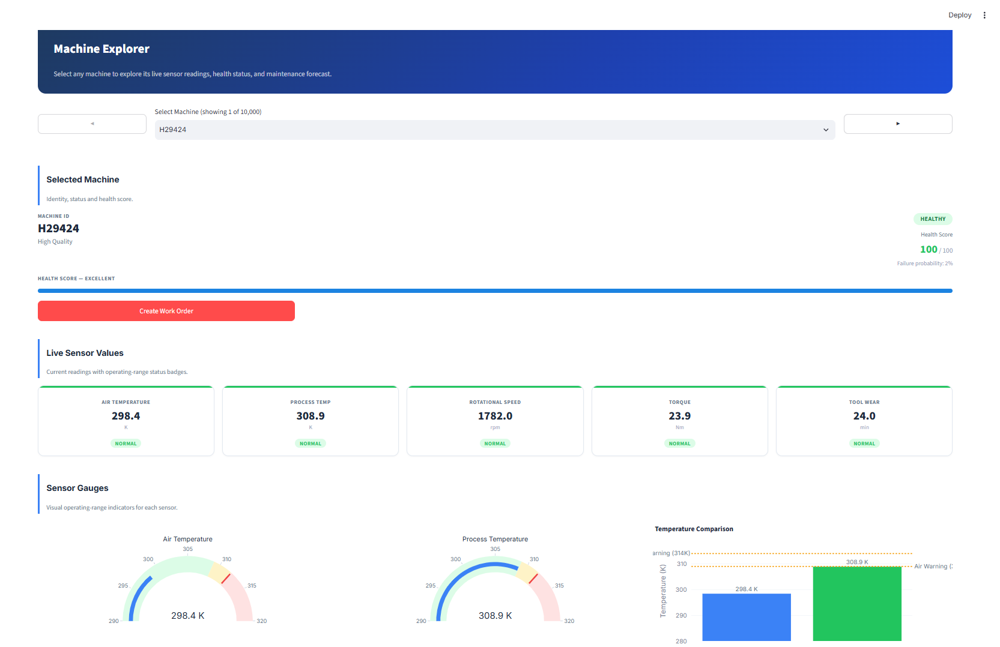 Deploy
Machine Explorer
Select any machine to explore its live sensor readings, health status, and maintenance forecast.
Select Machine (showing 1 of 10,000)
H29424
Selected Machine
Identity, status and health score.
MACHINE ID
H29424
High Quality
HEALTHY
Health Score
100 / 100
Failure probability: 2%
HEALTH SCORE — EXCELLENT
Create Work Order
Live Sensor Values
Current readings with operating-range status badges.
AIR TEMPERATURE
298.4
K
NORMAL
PROCESS TEMP
308.9
K
NORMAL
ROTATIONAL SPEED
1782.0
rpm
NORMAL
TORQUE
23.9
Nm
NORMAL
TOOL WEAR
24.0
min
NORMAL
Sensor Gauges
Visual operating-range indicators for each sensor.
Air Temperature
290
295
300
305
310
315
320
298.4 K
Process Temperature
290
295
300
305
310
315
320
308.9 K
Temperature Comparison
arning (314K)
Air Warning (
Temperature (K)
310
300
290
280
298.4 K
308.9 K